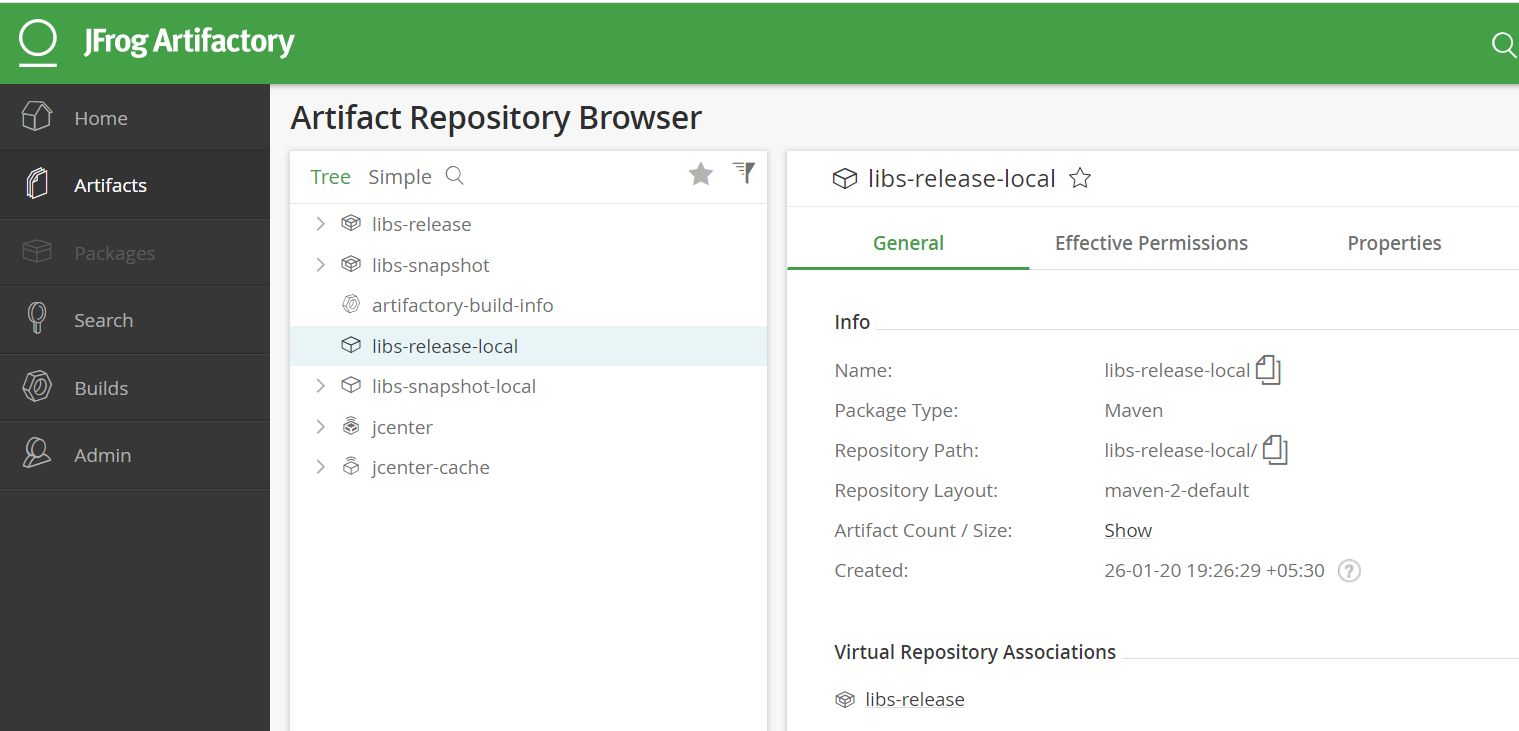 JFrog Artifactory
Home
Artifacts
Packages
Search
Builds
Admin
Artifact Repository Browser
Tree Simple
libs-release
libs-snapshot
artifactory-build-info
libs-release-local
libs-snapshot-local
jcenter
jcenter-cache
libs-release-local
General Effective Permissions Properties
Info
Name: libs-release-local
Package Type: Maven
Repository Path: libs-release-local/
Repository Layout: maven-2-default
Artifact Count / Size: Show
Created: 26-01-20 19:26:29 +05:30 ?
Virtual Repository Associations
libs-release